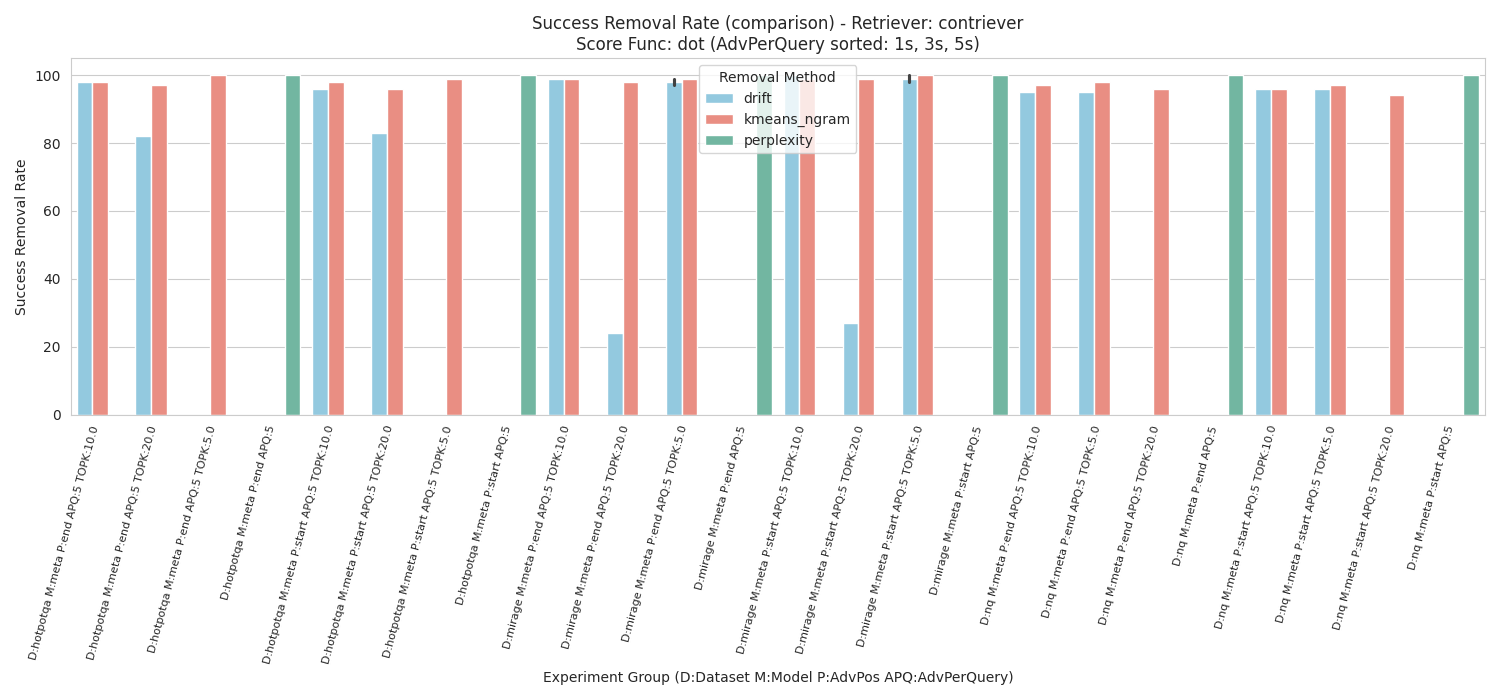 Success Removal Rate (comparison) - Retriever: contriever
Score Func: dot (AdvPerQuery sorted: 1s, 3s, 5s)
Removal Method
drift
kmeans_ngram
perplexity
Success Removal Rate
100
80
60
40
20
0
D:hotpotqa M:meta P:end APQ:5 TOPK:10.0
D:hotpotqa M:meta P:end APQ:5 TOPK:20.0
D:hotpotqa M:meta P:end APQ:5 TOPK:5.0
D:hotpotqa M:meta P:end APQ:5
D:hotpotqa M:meta P:start APQ:5 TOPK:10.0
D:hotpotqa M:meta P:start APQ:5 TOPK:20.0
D:hotpotqa M:meta P:start APQ:5 TOPK:5.0
D:hotpotqa M:meta P:start APQ:5
D:mirage M:meta P:end APQ:5 TOPK:10.0
D:mirage M:meta P:end APQ:5 TOPK:20.0
D:mirage M:meta P:end APQ:5 TOPK:5.0
D:mirage M:meta P:end APQ:5
D:mirage M:meta P:start APQ:5 TOPK:10.0
D:mirage M:meta P:start APQ:5 TOPK:20.0
D:mirage M:meta P:start APQ:5 TOPK:5.0
D:mirage M:meta P:start APQ:5
D:nq M:meta P:end APQ:5 TOPK:10.0
D:nq M:meta P:end APQ:5 TOPK:5.0
D:nq M:meta P:end APQ:5 TOPK:20.0
D:nq M:meta P:end APQ:5
D:nq M:meta P:start APQ:5 TOPK:10.0
D:nq M:meta P:start APQ:5 TOPK:5.0
D:nq M:meta P:start APQ:5 TOPK:20.0
D:nq M:meta P:start APQ:5
Experiment Group (D:Dataset M:Model P:AdvPos APQ:AdvPerQuery)